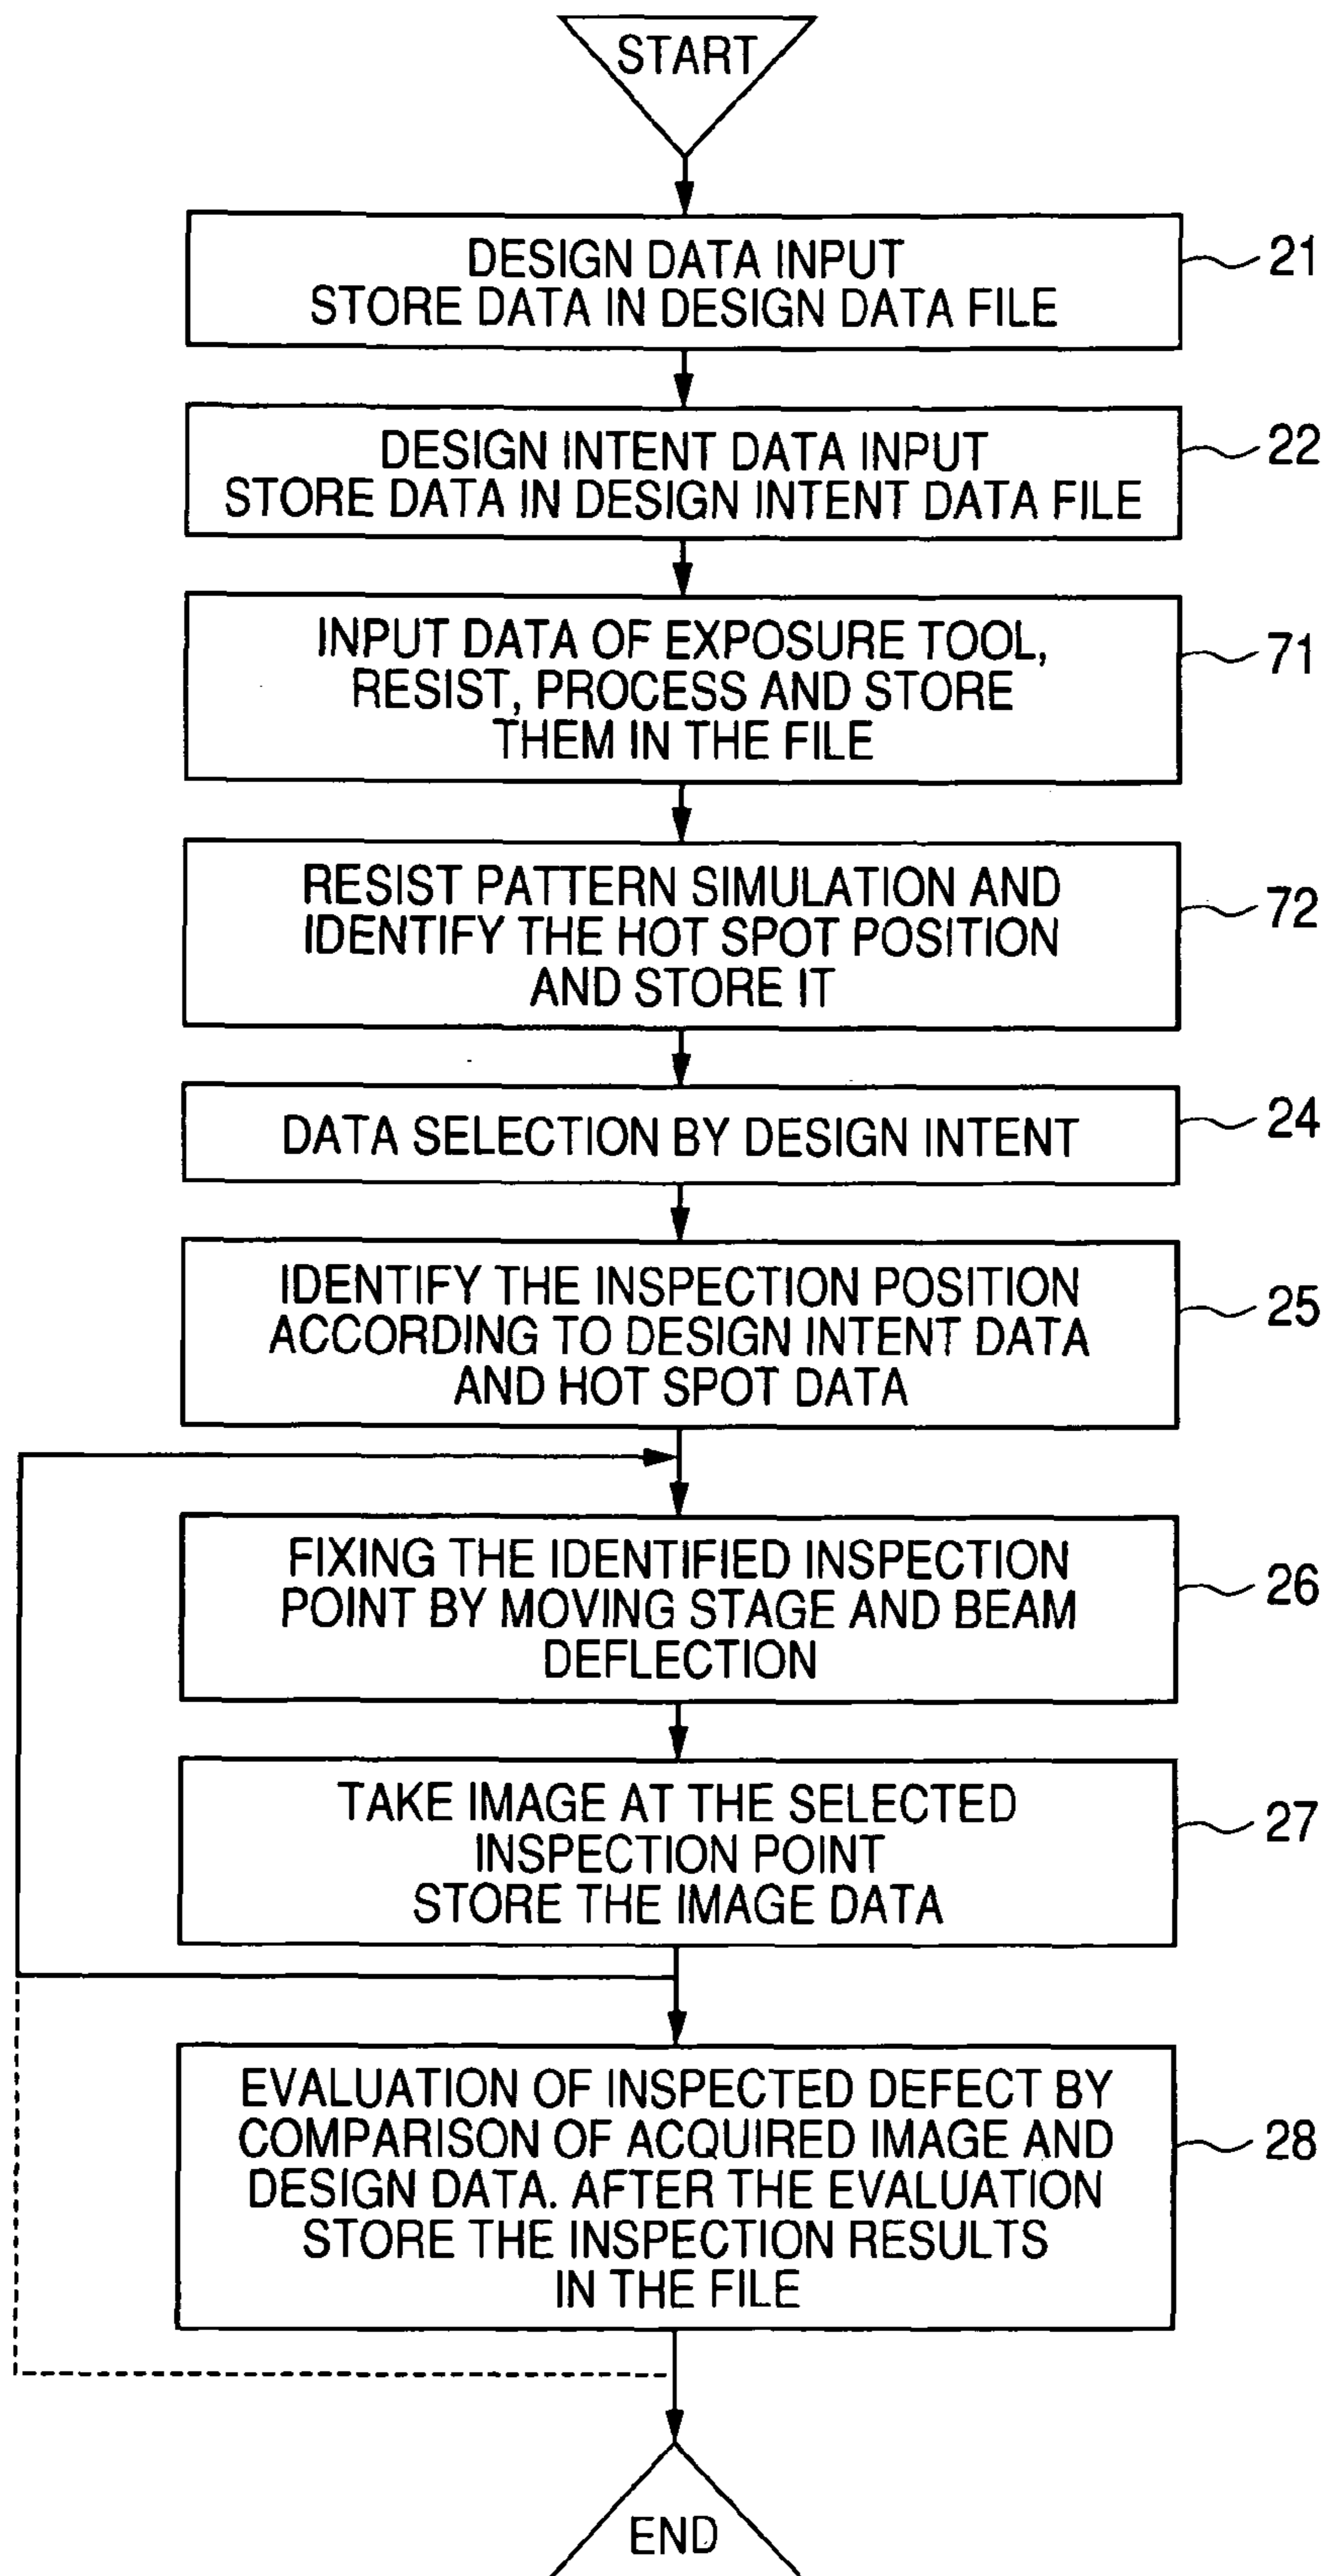 START
DESIGN DATA INPUT
STORE DATA IN DESIGN DATA FILE
21
DESIGN INTENT DATA INPUT
STORE DATA IN DESIGN INTENT DATA FILE
22
INPUT DATA OF EXPOSURE TOOL,
RESIST, PROCESS AND STORE
THEM IN THE FILE
71
RESIST PATTERN SIMULATION AND
IDENTIFY THE HOT SPOT POSITION
AND STORE IT
72
DATA SELECTION BY DESIGN INTENT
24
IDENTIFY THE INSPECTION POSITION
ACCORDING TO DESIGN INTENT DATA
AND HOT SPOT DATA
25
FIXING THE IDENTIFIED INSPECTION
POINT BY MOVING STAGE AND BEAM
DEFLECTION
26
TAKE IMAGE AT THE SELECTED
INSPECTION POINT
STORE THE IMAGE DATA
27
EVALUATION OF INSPECTED DEFECT BY
COMPARISON OF ACQUIRED IMAGE AND
DESIGN DATA. AFTER THE EVALUATION
STORE THE INSPECTION RESULTS
IN THE FILE
28
END